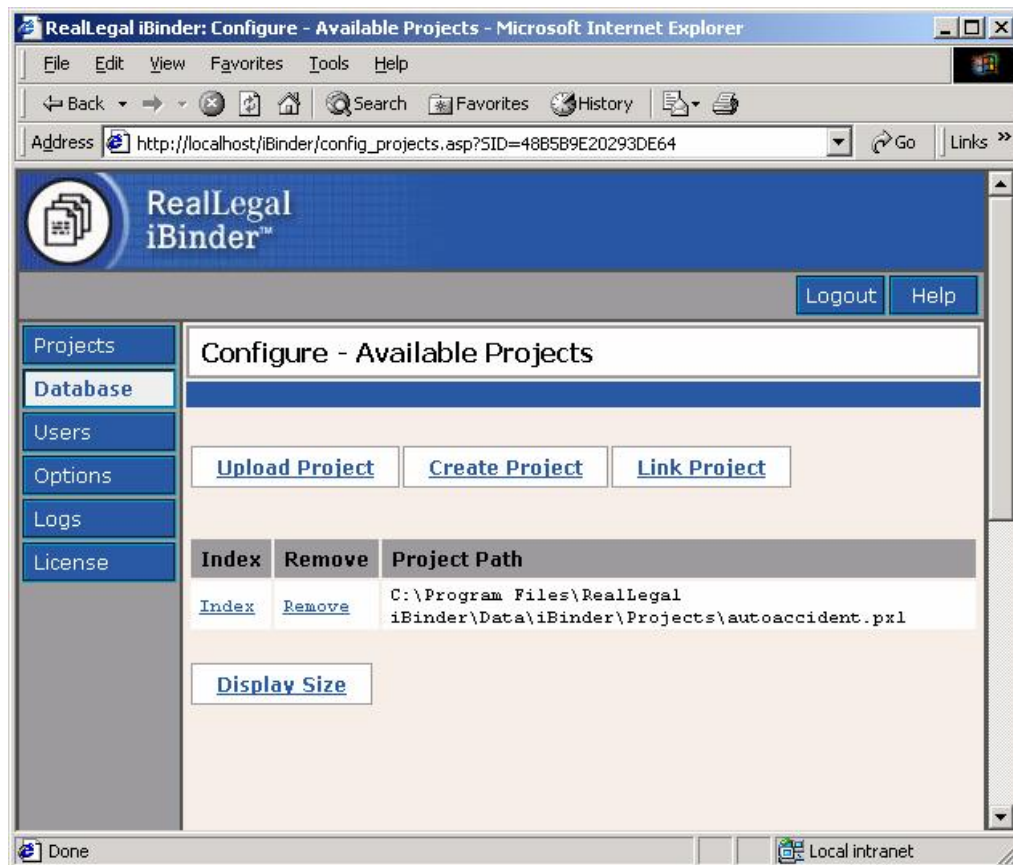 RealLegal iBinder: Configure - Available Projects - Microsoft Internet Explorer
File Edit View Favorites Tools Help
Back Search Favorites History
Address http://localhost/iBinder/config_projects.asp?SID=48B5B9E20293DE64 Go Links »
RealLegal
iBinder™
Logout Help
Projects
Configure - Available Projects
Database
Users
Upload Project Create Project Link Project
Options
Logs
License
Index Remove Project Path
Index Remove C:\Program Files\RealLegal
iBinder\Data\iBinder\Projects\autoaccident.pxl
Display Size
Done Local intranet